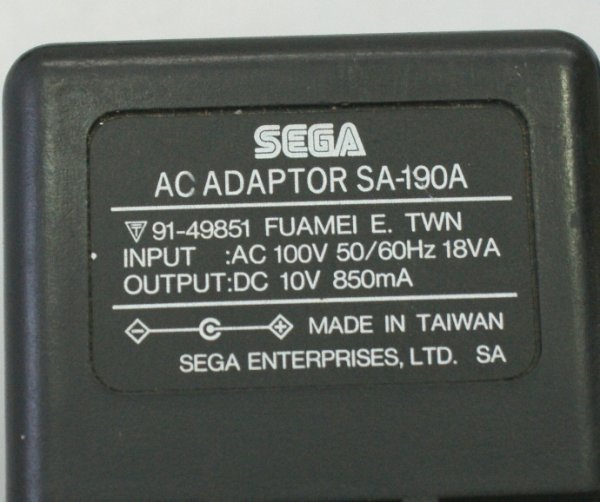 SEGA
AC ADAPTOR SA-190A
91-49851 FUAMEI E. TWN
INPUT :AC 100V 50/60Hz 18VA
OUTPUT:DC 10V 850mA
MADE IN TAIWAN
SEGA ENTERPRISES, LTD. SA